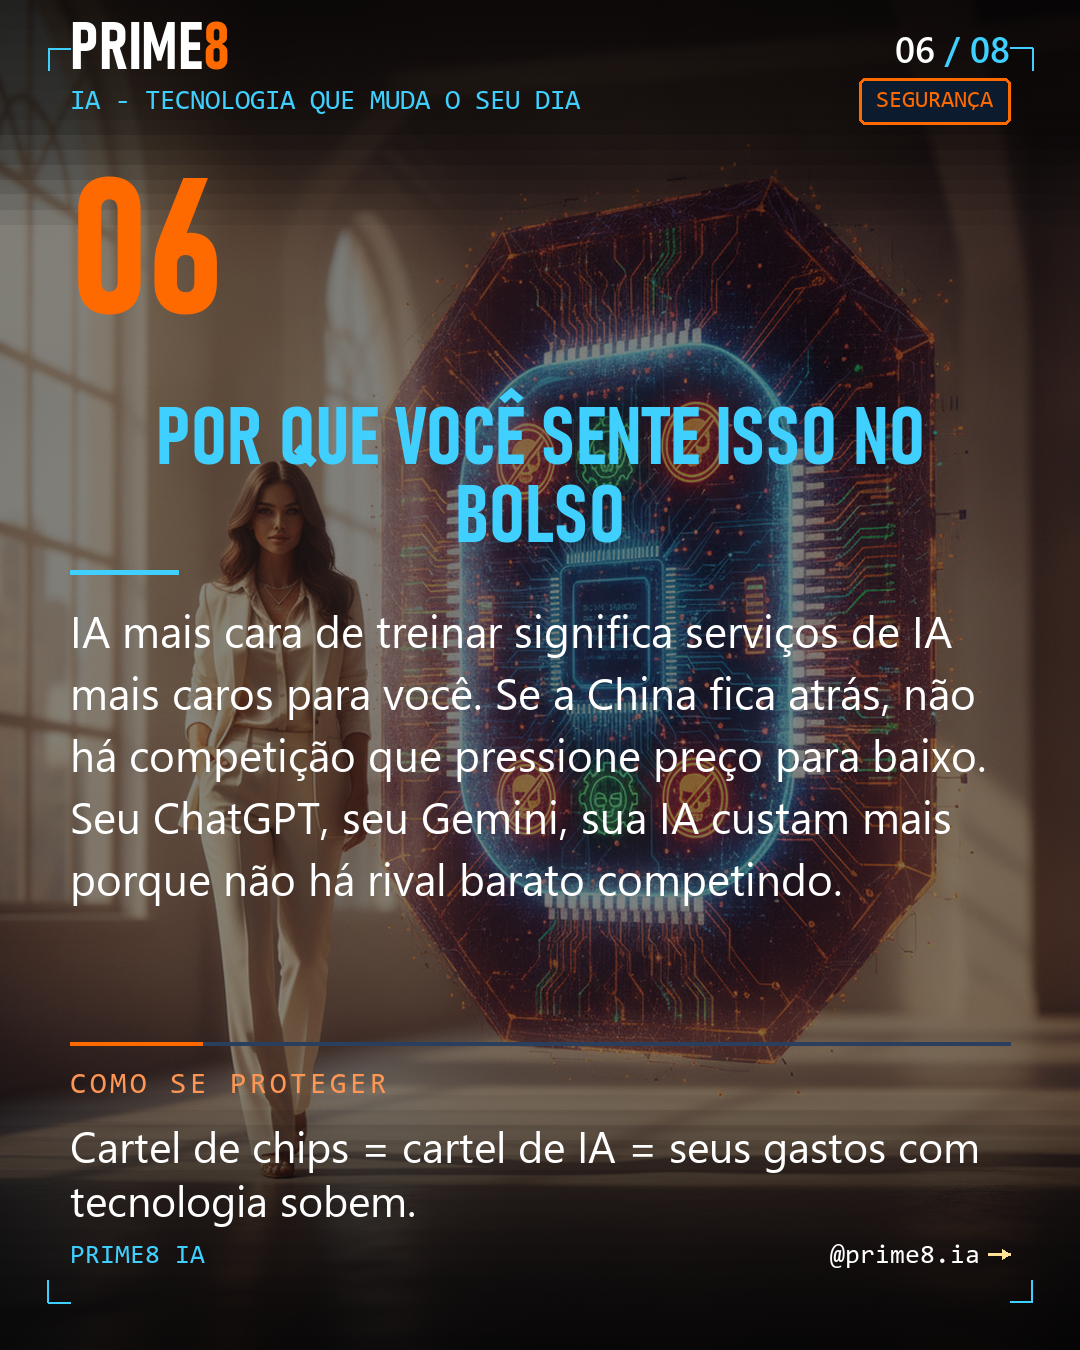 PRIME8
06 / 08
IA - TECNOLOGIA QUE MUDA O SEU DIA
SEGURANÇA
06
POR QUE VOCÊ SENTE ISSO NO
BOLSO
IA mais cara de treinar significa serviços de IA
mais caros para você. Se a China fica atrás, não
há competição que pressione preço para baixo.
Seu ChatGPT, seu Gemini, sua IA custam mais
porque não há rival barato competindo.
COMO SE PROTEGER
Cartel de chips = cartel de IA = seus gastos com
tecnologia sobem.
PRIME8 IA
@prime8.ia